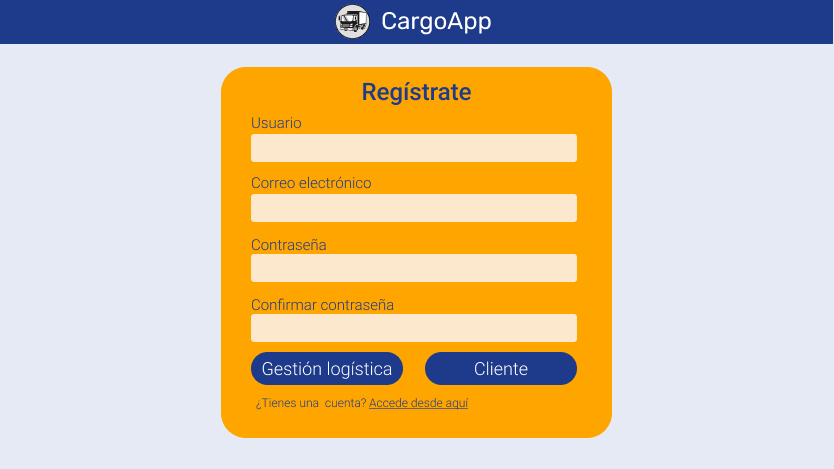 CargoApp
Regístrate
Usuario
Correo electrónico
Contraseña
Confirmar contraseña
Gestión logística
Cliente
¿Tienes una cuenta? Accede desde aquí